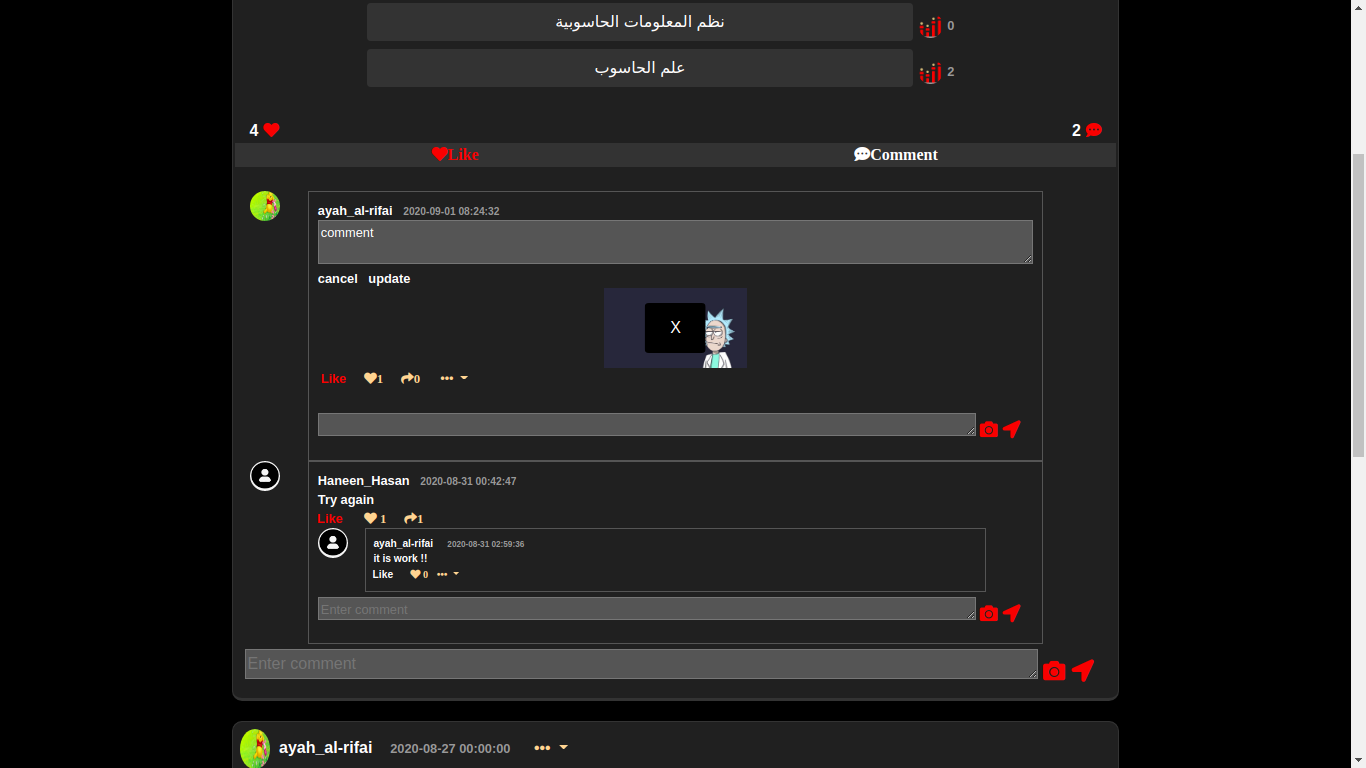 نظم المعلومات الحاسوبية 0
علم الحاسوب 2
4 2
Like Comment
ayah_al-rifai 2020-09-01 08:24:32
comment
cancel update
X
Like 1 0 •••
Haneen_Hasan 2020-08-31 00:42:47
Try again
Like 1 1
ayah_al-rifai 2020-08-31 02:59:36
it is work !!
Like 0 •••
Enter comment
Enter comment
ayah_al-rifai 2020-08-27 00:00:00 •••